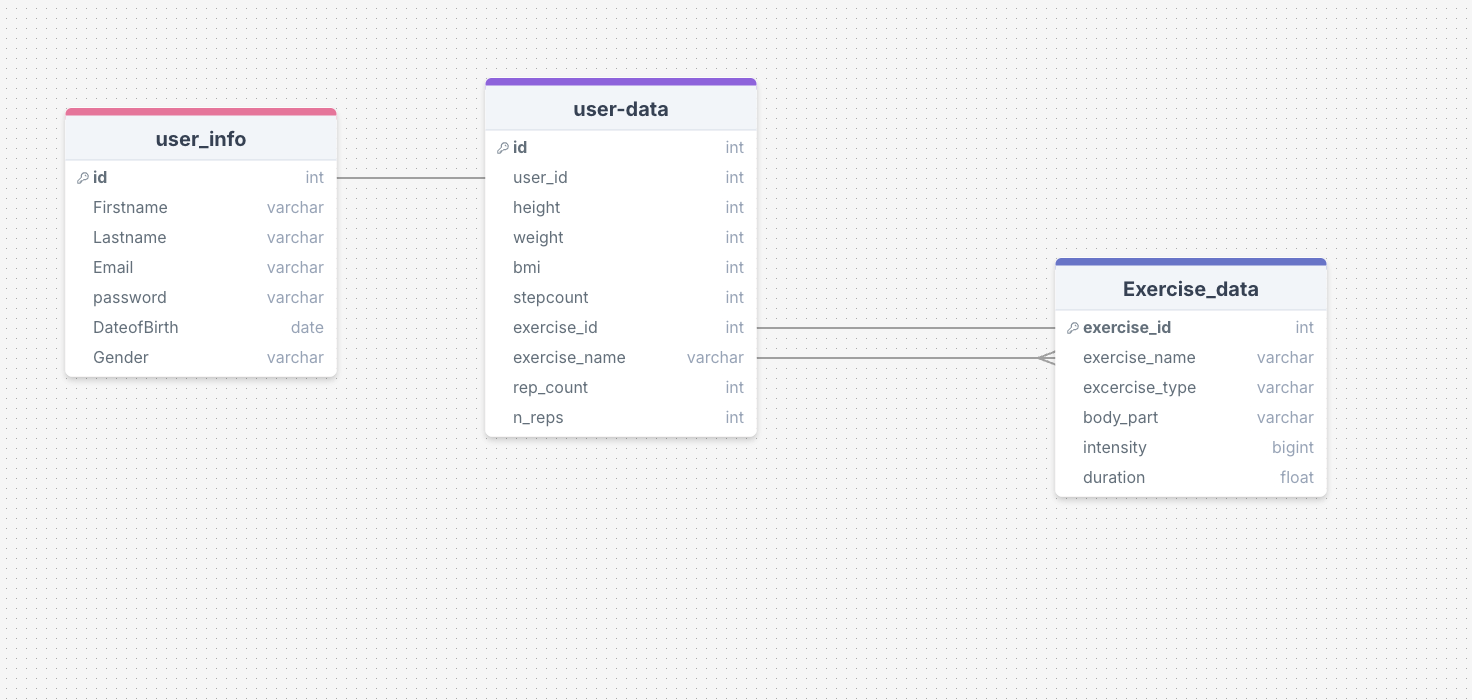 user_info
id int
Firstname varchar
Lastname varchar
Email varchar
password varchar
DateofBirth date
Gender varchar
user-data
id int
user_id int
height int
weight int
bmi int
stepcount int
exercise_id int
exercise_name varchar
rep_count int
n_reps int
Exercise_data
exercise_id int
exercise_name varchar
excercise_type varchar
body_part varchar
intensity bigint
duration float